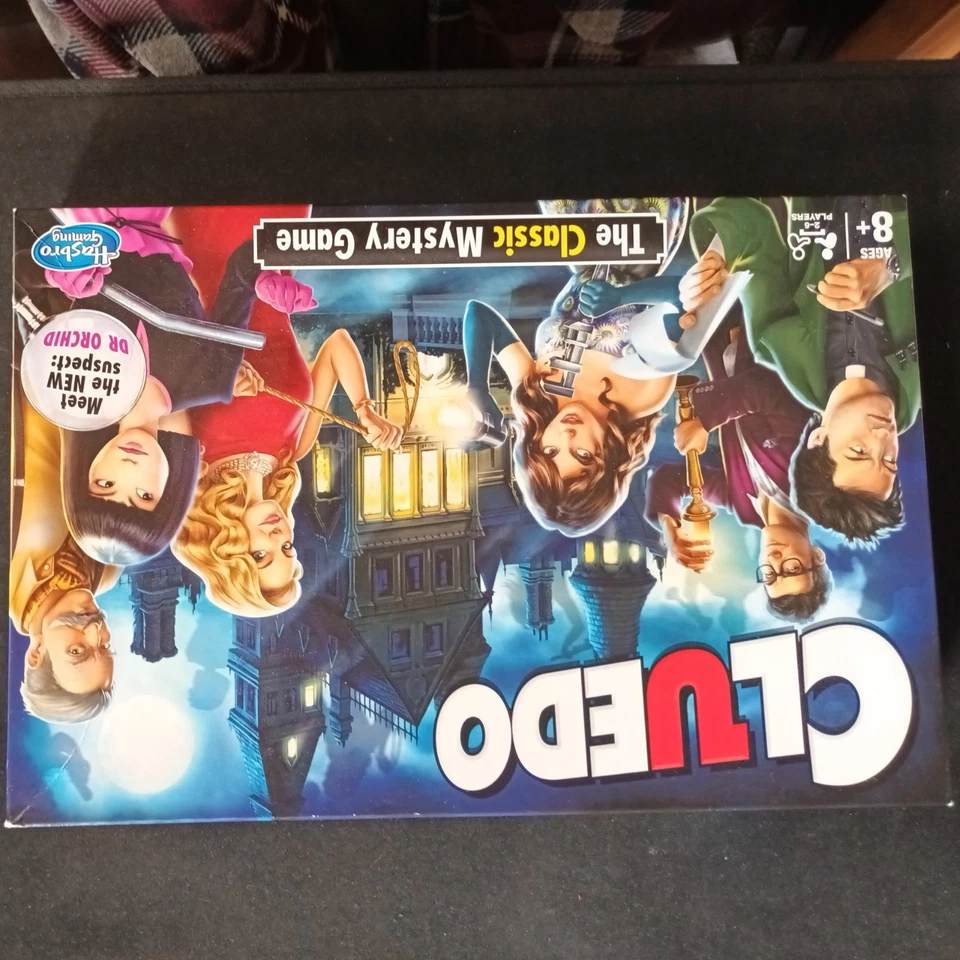 CLUEDO
Meet
the NEW
suspect:
DR ORCHID
AGES
8+
2-6
PLAYERS
The Classic Mystery Game
Hasbro
Gaming